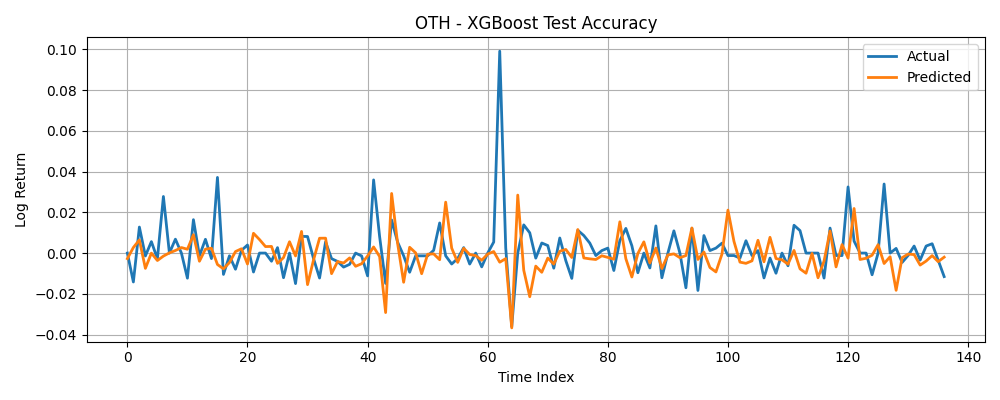 OTH - XGBoost Test Accuracy
Actual
Predicted
Log Return
0.10
0.08
0.06
0.04
0.02
0.00
−0.02
−0.04
0 20 40 60 80 100 120 140
Time Index